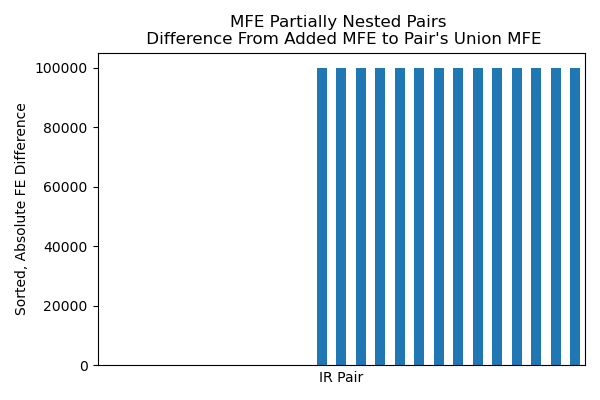 MFE Partially Nested Pairs
Difference From Added MFE to Pair's Union MFE
Sorted, Absolute FE Difference
100000
80000
60000
40000
20000
0
IR Pair